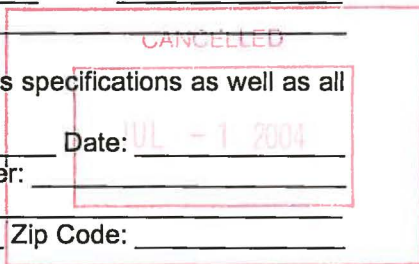 CANCELLED
s specifications as well as all
Date: JUL - 1 2004
er:
Zip Code: